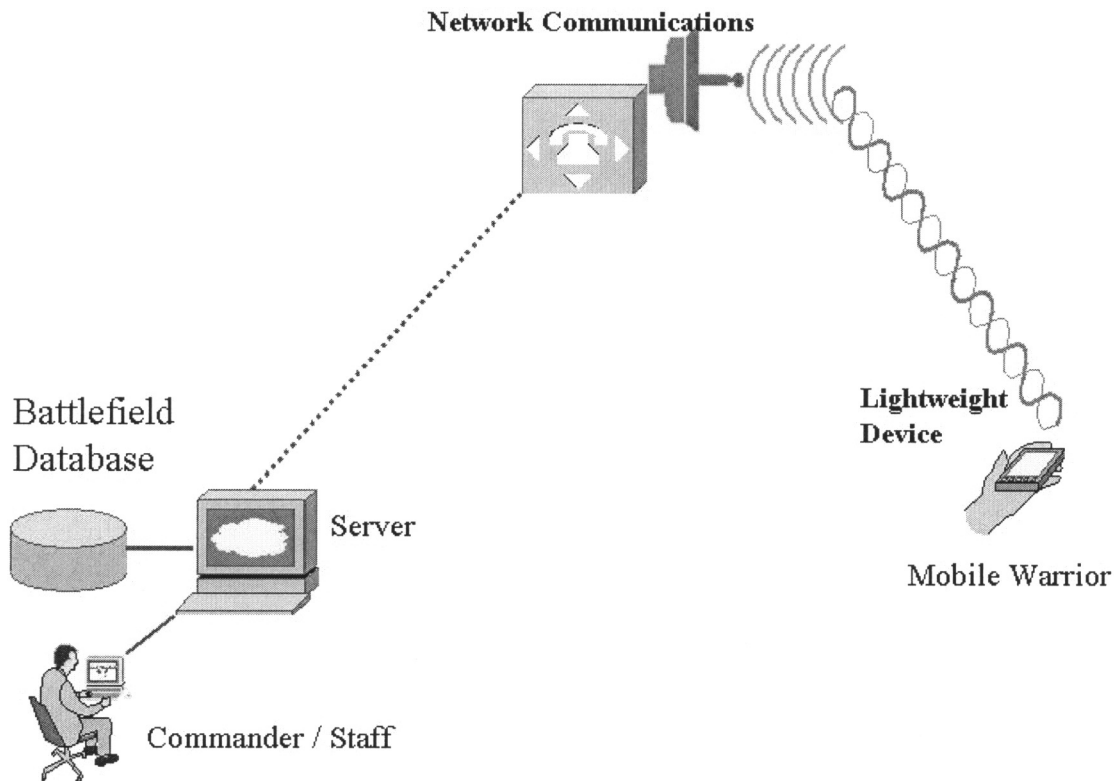 Network Communications
Lightweight
Device
Battlefield
Database
Server
Mobile Warrior
Commander / Staff